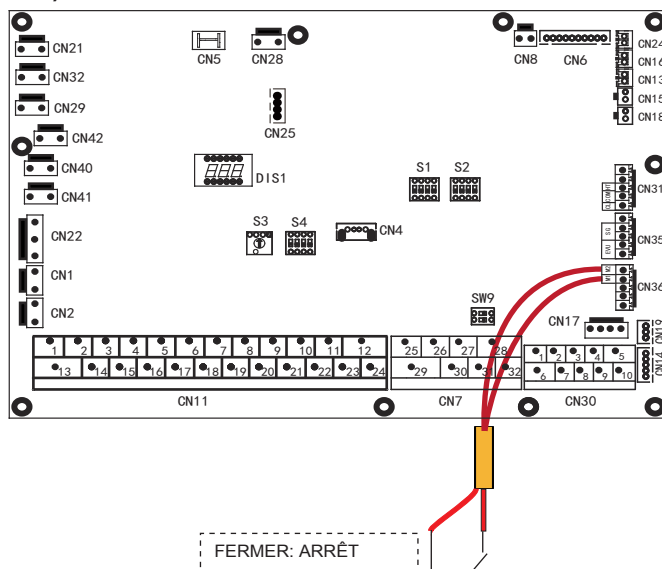 CN21
CN5
CN28
CN8
CN6
CN24
CN16
CN13
CN15
CN18
CN32
CN29
CN25
CN42
CN40
DIS1
S1
S2
CN41
CN31
CN22
S3
S4
CN4
SG
EVU
CN35
M1 M2
CN36
CN1
CN2
SW9
CN17
CN19
1 2 3 4 5 6 7 8 9 10 11 12
25 26 27 28
1 2 3 4 5
CN14
13 14 15 16 17 18 19 20 21 22 23 24
29 30 31 32
6 7 8 9 10
CN11
CN7
CN30
FERMER: ARRÊT